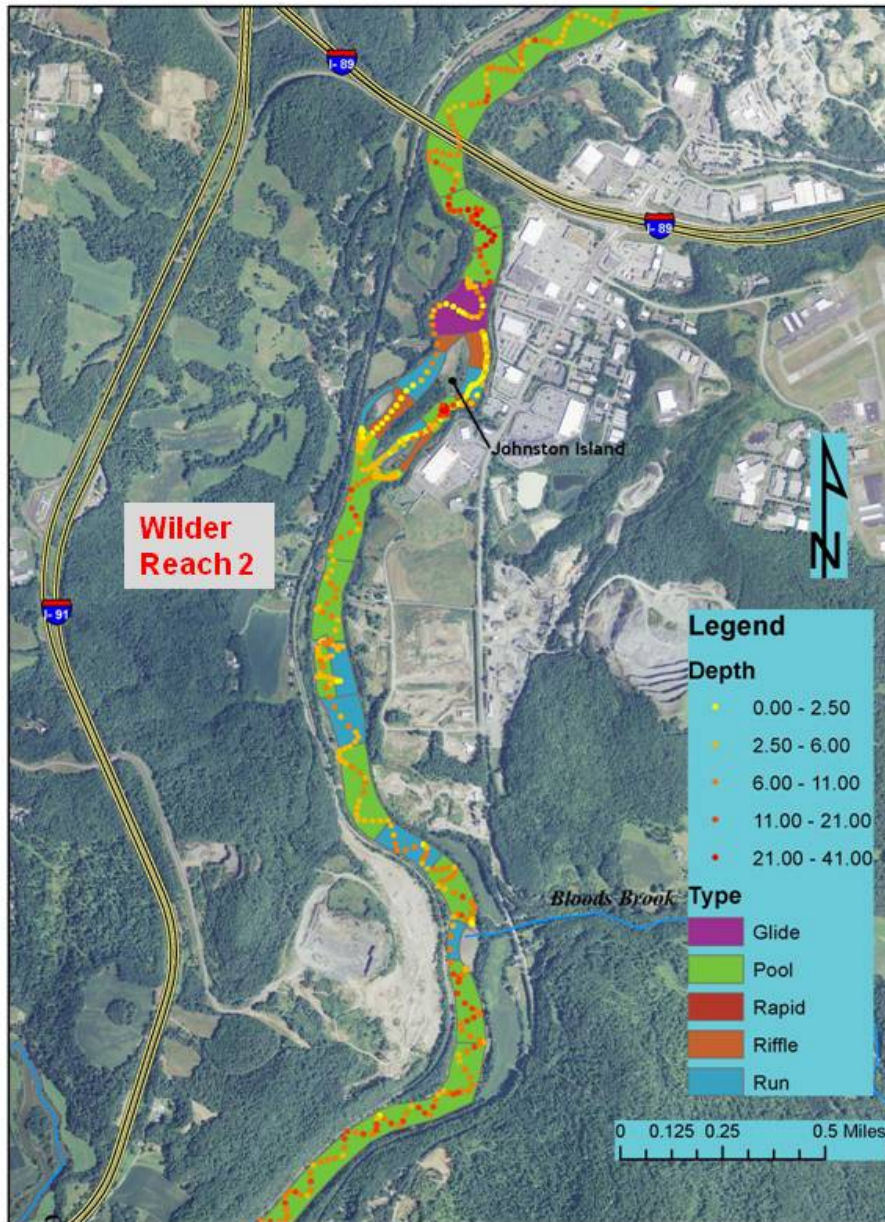 I- 89
I- 89
Johnston Island
Wilder
Reach 2
N
I- 91
Legend
Depth
0.00 - 2.50
2.50 - 6.00
6.00 - 11.00
11.00 - 21.00
21.00 - 41.00
Bloods Brook
Type
Glide
Pool
Rapid
Riffle
Run
0 0.125 0.25 0.5 Miles